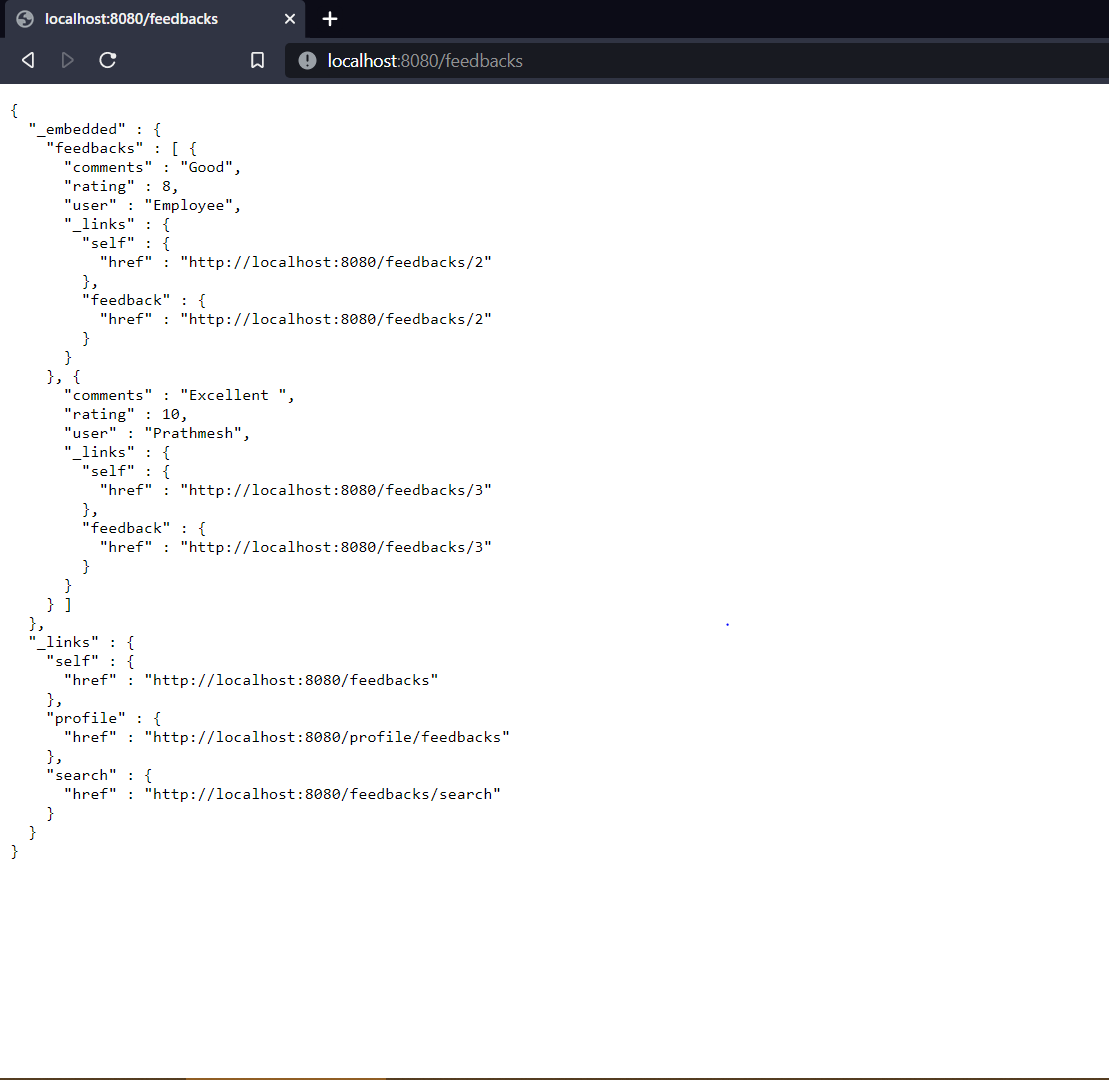 localhost:8080/feedbacks
localhost:8080/feedbacks
{
  "_embedded" : {
    "feedbacks" : [ {
      "comments" : "Good",
      "rating" : 8,
      "user" : "Employee",
      "_links" : {
        "self" : {
          "href" : "http://localhost:8080/feedbacks/2"
        },
        "feedback" : {
          "href" : "http://localhost:8080/feedbacks/2"
        }
      }
    }, {
      "comments" : "Excellent ",
      "rating" : 10,
      "user" : "Prathmesh",
      "_links" : {
        "self" : {
          "href" : "http://localhost:8080/feedbacks/3"
        },
        "feedback" : {
          "href" : "http://localhost:8080/feedbacks/3"
        }
      }
    } ]
  },
  "_links" : {
    "self" : {
      "href" : "http://localhost:8080/feedbacks"
    },
    "profile" : {
      "href" : "http://localhost:8080/profile/feedbacks"
    },
    "search" : {
      "href" : "http://localhost:8080/feedbacks/search"
    }
  }
}